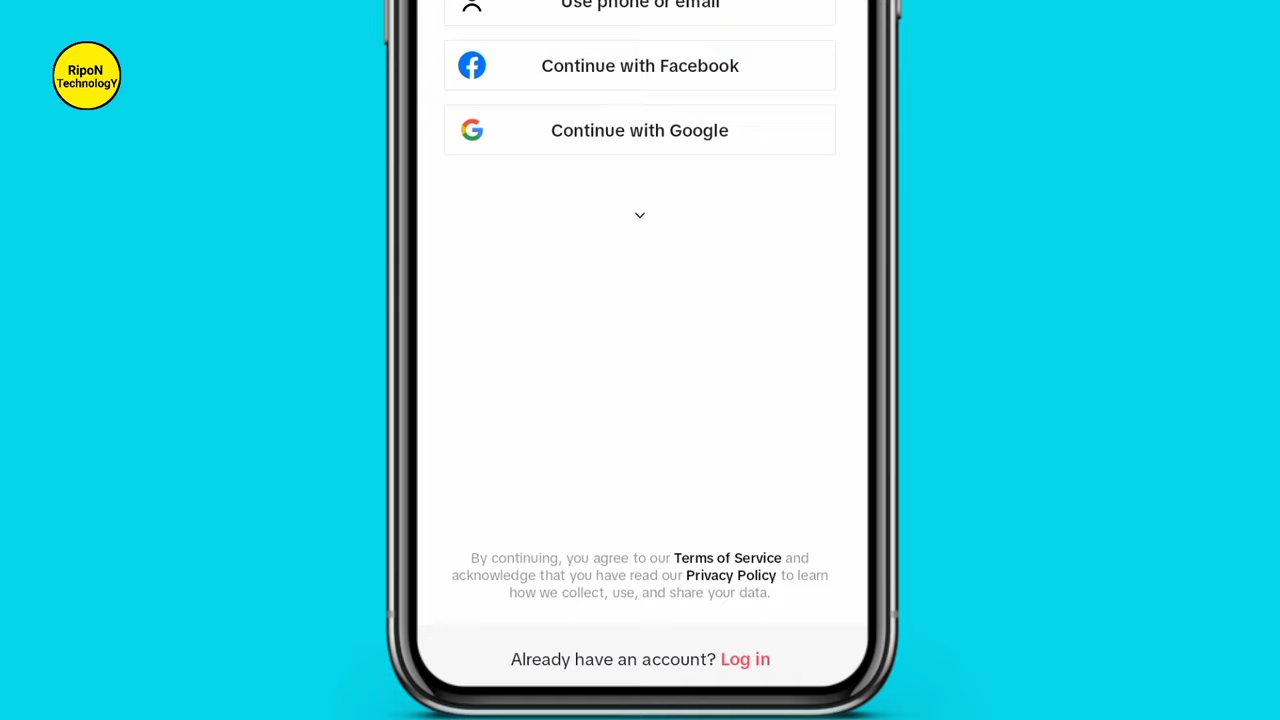 RipoN
TechnologY
Use phone or email
Continue with Facebook
Continue with Google
By continuing, you agree to our Terms of Service and
acknowledge that you have read our Privacy Policy to learn
how we collect, use, and share your data.
Already have an account? Log in